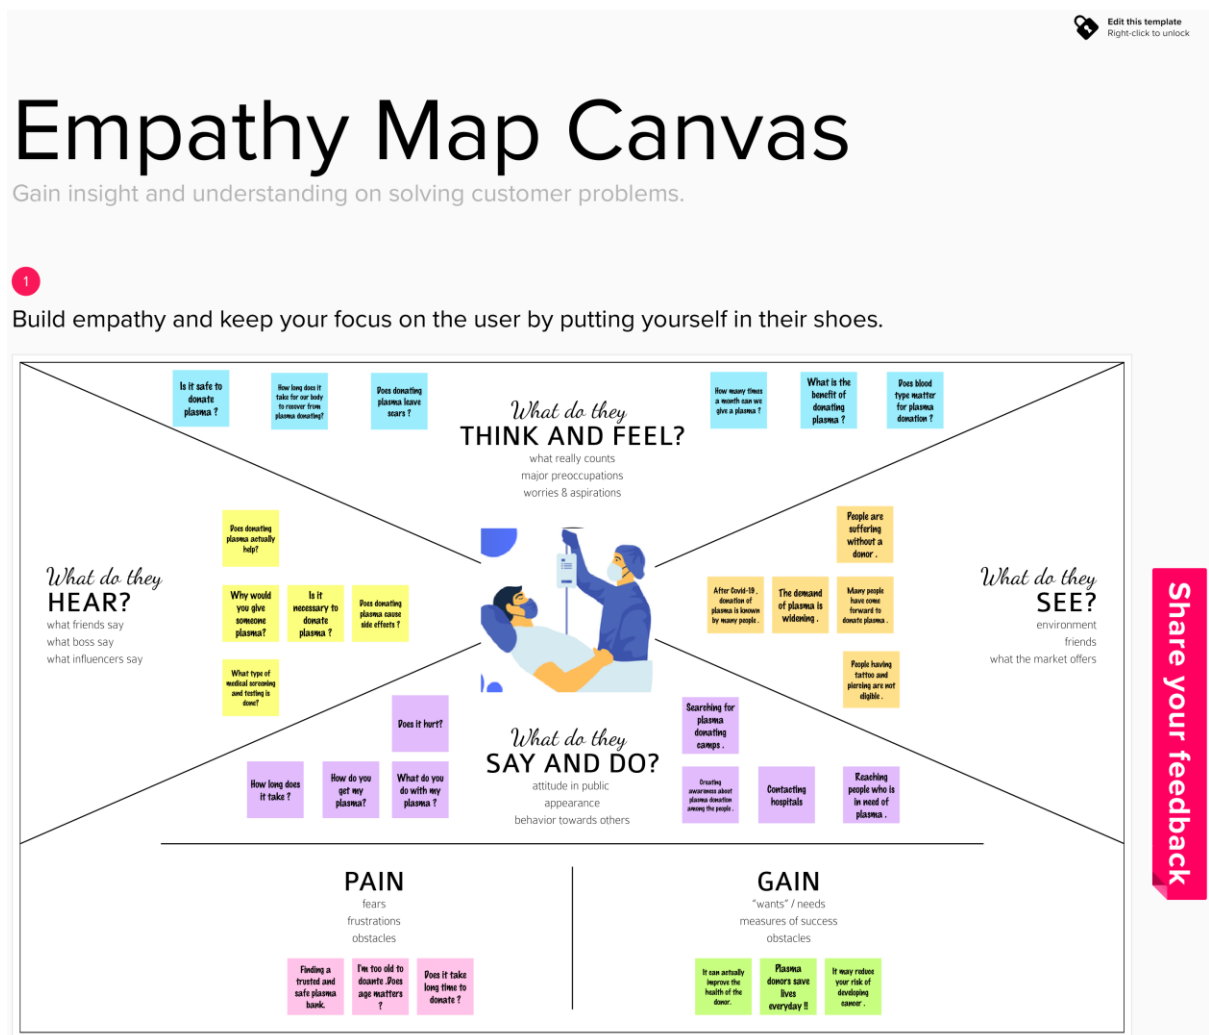 Edit this template
Right-click to unlock
Empathy Map Canvas
Gain insight and understanding on solving customer problems.
1
Build empathy and keep your focus on the user by putting yourself in their shoes.
Is it safe to
donate
plasma ?
How long does it
take for our body
to recover from
plasma donating?
Does donating
plasma leave
scars ?
What do they
THINK AND FEEL?
what really counts
major preoccupations
worries & aspirations
How many times
a month can we
give a plasma ?
What is the
benefit of
donating
plasma ?
Does blood
type matter
for plasma
donation ?
What do they
HEAR?
what friends say
what boss say
what influencers say
Does donating
plasma actually
help?
Why would
you give
someone
plasma?
Is it
necessary to
donate
plasma ?
Does donating
plasma cause
side effects ?
What type of
medical screening
and testing is
done?
People are
suffering
without a
donor .
After Covid-19 ,
donation of
plasma is known
by many people .
The demand
of plasma is
widening .
Many people
have come
forward to
donate plasma .
People having
tattoo and
piercing are not
eligible .
What do they
SEE?
environment
friends
what the market offers
Share your feedback
Does it hurt?
How long does
it take ?
How do you
get my
plasma?
What do you
do with my
plasma ?
What do they
SAY AND DO?
attitude in public
appearance
behavior towards others
Searching for
plasma
donating
camps .
Creating
awareness about
plasma donation
among the people .
Contacting
hospitals
Reaching
people who is
in need of
plasma .
PAIN
fears
frustrations
obstacles
Finding a
trusted and
safe plasma
bank.
I'm too old to
doante .Does
age matters
?
Does it take
long time to
donate ?
GAIN
"wants" / needs
measures of success
obstacles
It can actually
improve the
health of the
donor.
Plasma
donors save
lives
everyday !!
It may reduce
your risk of
developing
cancer .